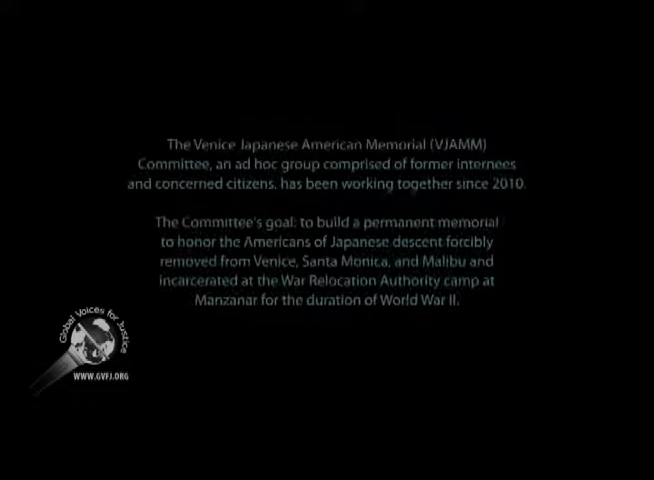 The Venice Japanese American Memorial (VJAMM)
Committee, an ad hoc group comprised of former internees
and concerned citizens, has been working together since 2010.
The Committee's goal: to build a permanent memorial
to honor the Americans of Japanese descent forcibly
removed from Venice, Santa Monica, and Malibu and
incarcerated at the War Relocation Authority camp at
Manzanar for the duration of World War II.
Global Voices for Justice
WWW.GVFJ.ORG